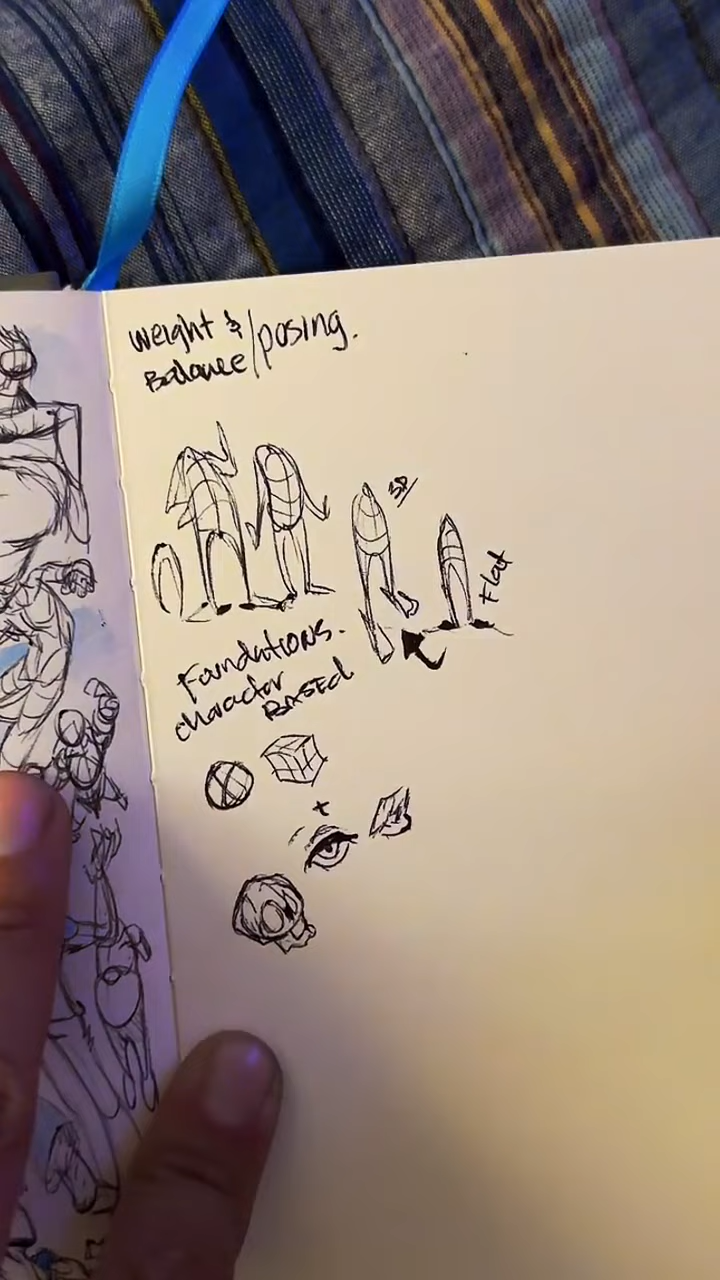 weight &
Balance/posing.
3D
Flat
Foundations.
character
BASED